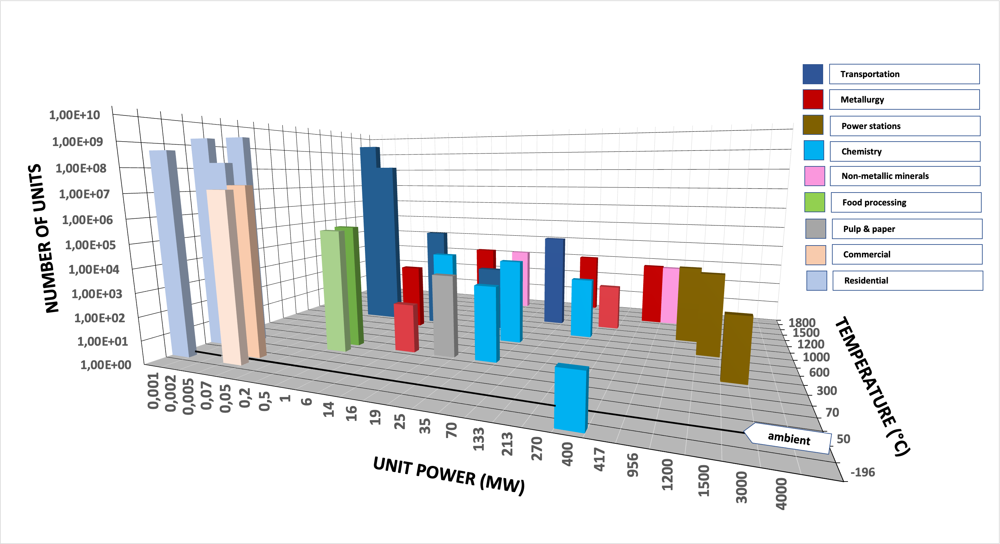 1,00E+10
1,00E+09
1,00E+08
1,00E+07
1,00E+06
1,00E+05
1,00E+04
1,00E+03
1,00E+02
1,00E+01
1,00E+00
NUMBER OF UNITS
0,001
0,002
0,005
0,07
0,05
0,2
0,5
1
6
14
16
19
25
35
70
133
213
270
400
417
956
1200
1500
3000
4000
UNIT POWER (MW)
1800
1500
1200
1000
600
300
70
50
-196
TEMPERATURE (°C)
ambient
Transportation
Metallurgy
Power stations
Chemistry
Non-metallic minerals
Food processing
Pulp & paper
Commercial
Residential